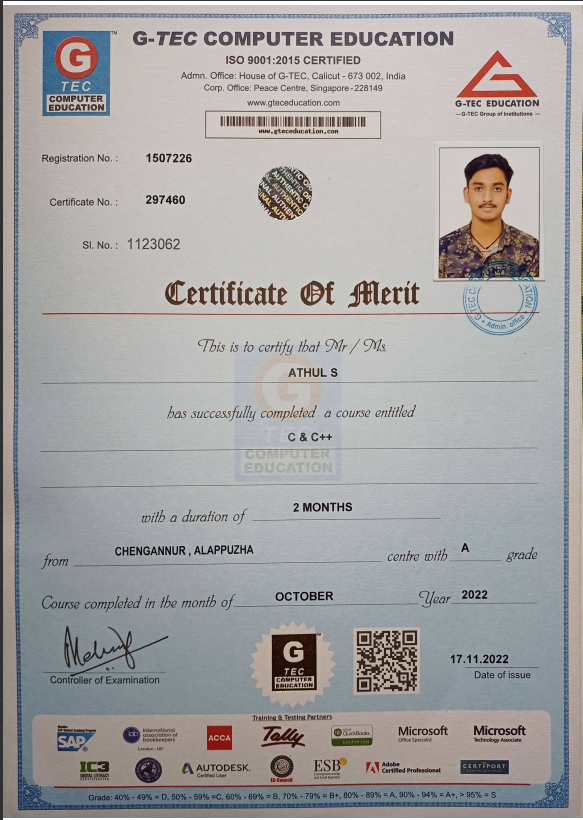 G-TEC COMPUTER EDUCATION
ISO 9001:2015 CERTIFIED
Admn. Office: House of G-TEC, Calicut - 673 002, India
Corp. Office: Peace Centre, Singapore - 228149
www.gteceducation.com
www.gteceducation.com
G
TEC
COMPUTER
EDUCATION
TM
G-TEC EDUCATION
G-TEC Group of Institutions
Registration No. : 1507226
Certificate No. : 297460
Sl. No. : 1123062
AUTHENTIC
Certificate Of Merit
Admn. office
This is to certify that Mr / Ms.
ATHUL S
has successfully completed a course entitled
C & C++
COMPUTER
EDUCATION
with a duration of 2 MONTHS
from CHENGANNUR , ALAPPUZHA centre with A grade
Course completed in the month of OCTOBER Year 2022
Controller of Examination
G
TEC
COMPUTER
EDUCATION
17.11.2022
Date of issue
Training & Testing Partners
SAP
iab international association of bookkeepers
London - UK
ACCA
Tally
QuickBooks
Microsoft
Office Specialist
Microsoft
Technology Associate
IC3
DIGITAL LITERACY
AUTODESK
Certified User
EC-Council
ESB
Adobe
Certified Professional
CERTIPORT
Grade: 40% - 49% = D, 50% - 59% =C, 60% - 69% = B, 70% - 79% = B+, 80% - 89% = A, 90% - 94% = A+, > 95% = S